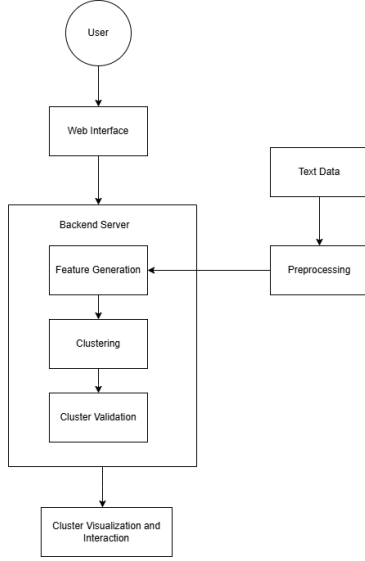 User
Web Interface
Text Data
Backend Server
Feature Generation
Preprocessing
Clustering
Cluster Validation
Cluster Visualization and
Interaction